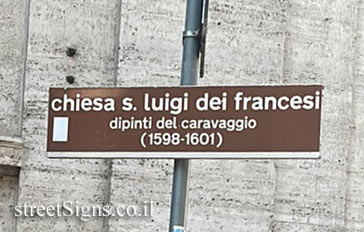 chiesa s. luigi dei francesi
dipinti del caravaggio
(1598-1601)
streetSigns.co.il